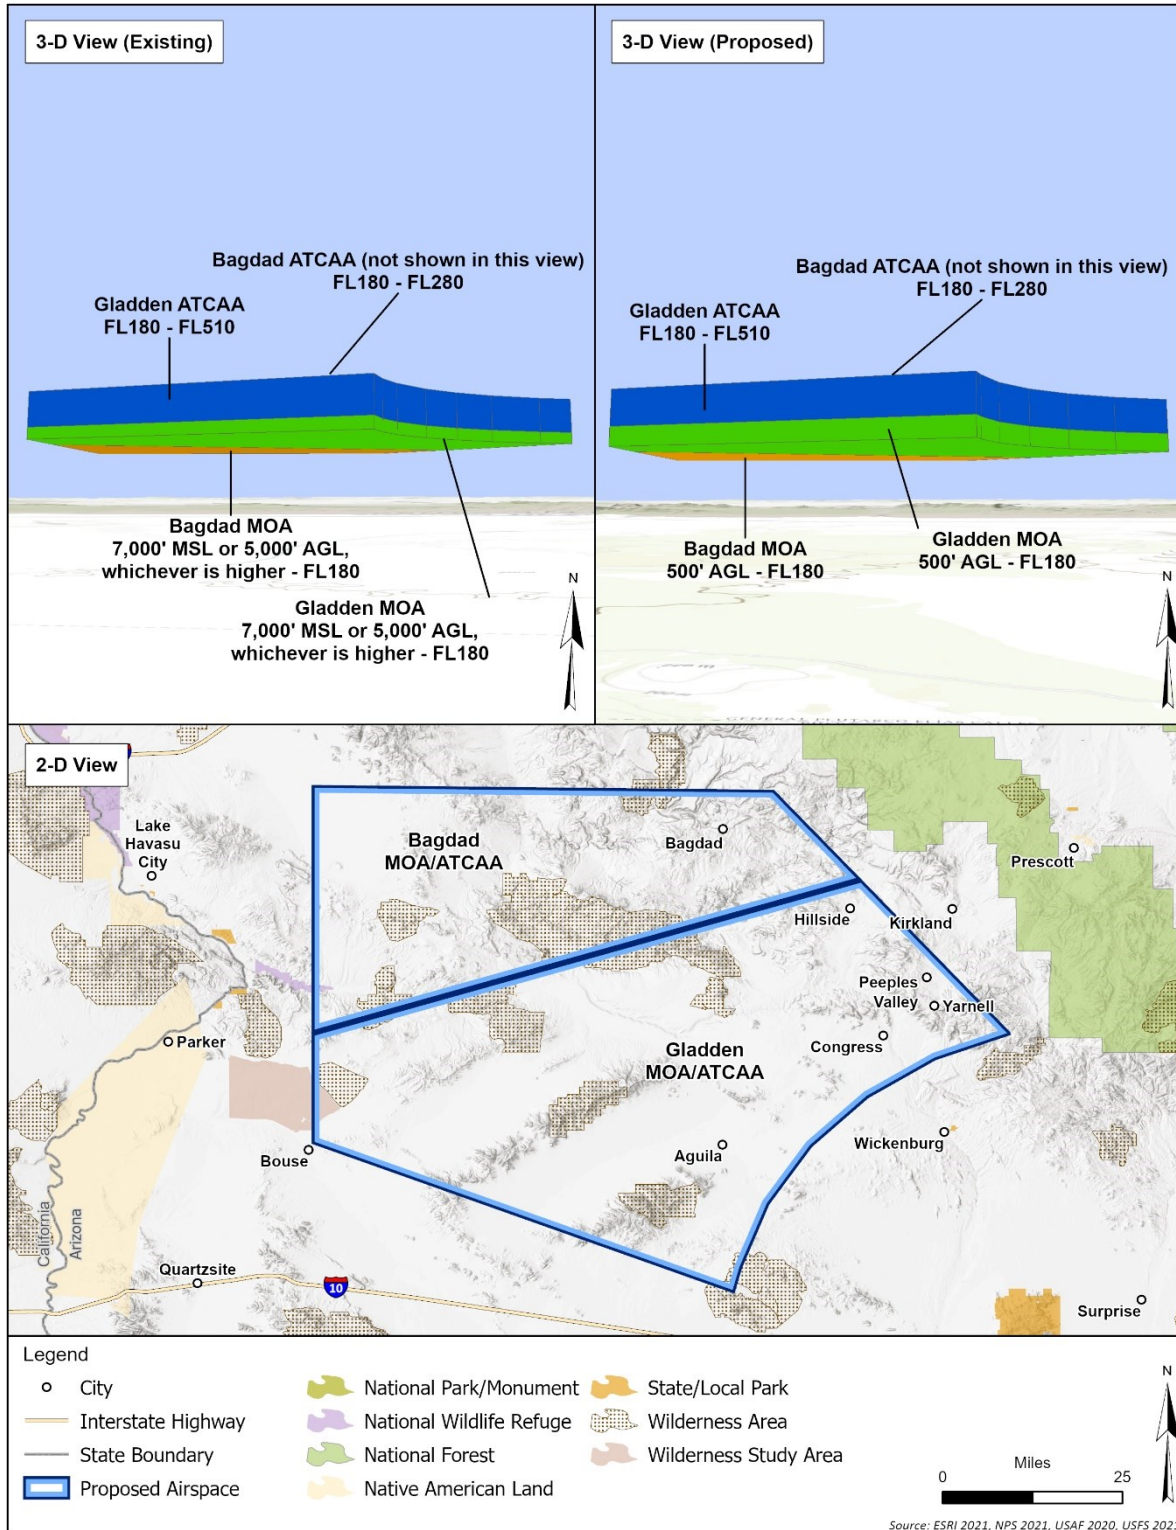 3-D View (Existing)
Bagdad ATCAA (not shown in this view)
FL180 - FL280
Gladden ATCAA
FL180 - FL510
Bagdad MOA
7,000' MSL or 5,000' AGL,
whichever is higher - FL180
Gladden MOA
7,000' MSL or 5,000' AGL,
whichever is higher - FL180
N
3-D View (Proposed)
Bagdad ATCAA (not shown in this view)
FL180 - FL280
Gladden ATCAA
FL180 - FL510
Gladden MOA
500' AGL - FL180
Bagdad MOA
500' AGL - FL180
N
2-D View
Lake
Havasu
City
Bagdad
MOA/ATCAA
Bagdad
Prescott
Hillside
Kirkland
Peeples
Valley
Yarnell
Parker
Congress
Gladden
MOA/ATCAA
Wickenburg
Bouse
Aguila
California
Arizona
Quartzsite
10
Surprise
Legend
City
Interstate Highway
State Boundary
Proposed Airspace
National Park/Monument
National Wildlife Refuge
National Forest
Native American Land
State/Local Park
Wilderness Area
Wilderness Study Area
N
Miles
0 25
Source: ESRI 2021, NPS 2021, USAF 2020, USFS 2021